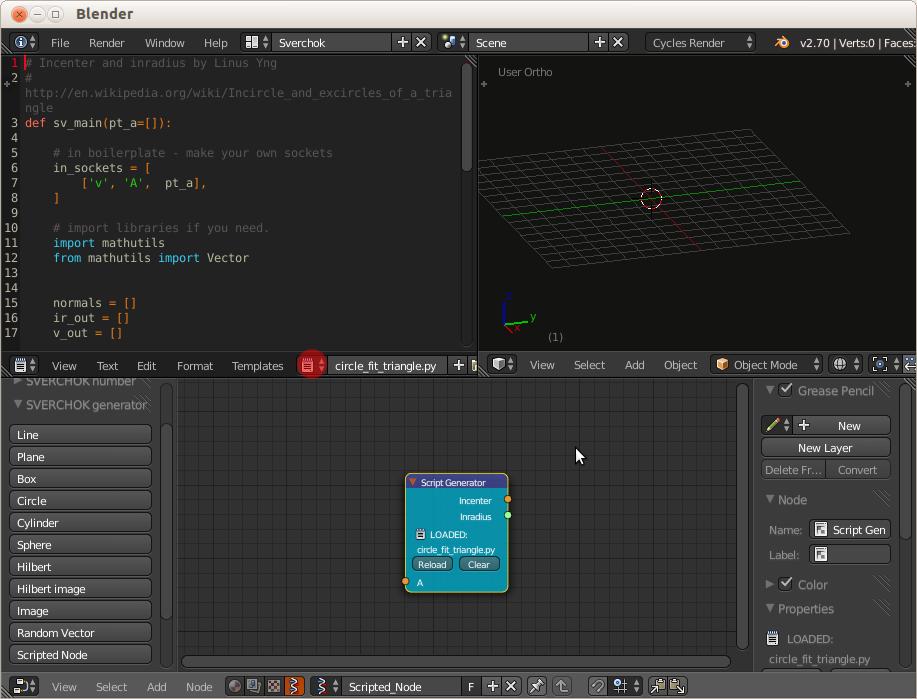 Blender
File Render Window Help Sverchok Scene Cycles Render v2.70 | Verts:0 | Faces:
1 # Incenter and inradius by Linus Yng
2 #
http://en.wikipedia.org/wiki/Incircle_and_excircles_of_a_tria
ngle
3 def sv_main(pt_a=[]):
4
5 # in boilerplate - make your own sockets
6 in_sockets = [
7 ['v', 'A', pt_a],
8 ]
9
10 # import libraries if you need.
11 import mathutils
12 from mathutils import Vector
13
14
15 normals = []
16 ir_out = []
17 v_out = []
User Ortho
z
y
x
(1)
View Text Edit Format Templates circle_fit_triangle.py
View Select Add Object Object Mode
SVERCHOK number
SVERCHOK generator
Line
Plane
Box
Circle
Cylinder
Sphere
Hilbert
Hilbert image
Image
Random Vector
Scripted Node
Script Generator
Incenter
Inradius
LOADED:
circle_fit_triangle.py
Reload Clear
A
Grease Pencil
New
New Layer
Delete Fr... Convert
Node
Name: Script Gen
Label:
Color
Properties
LOADED:
circle_fit_triangle.py
View Select Add Node Scripted_Node F